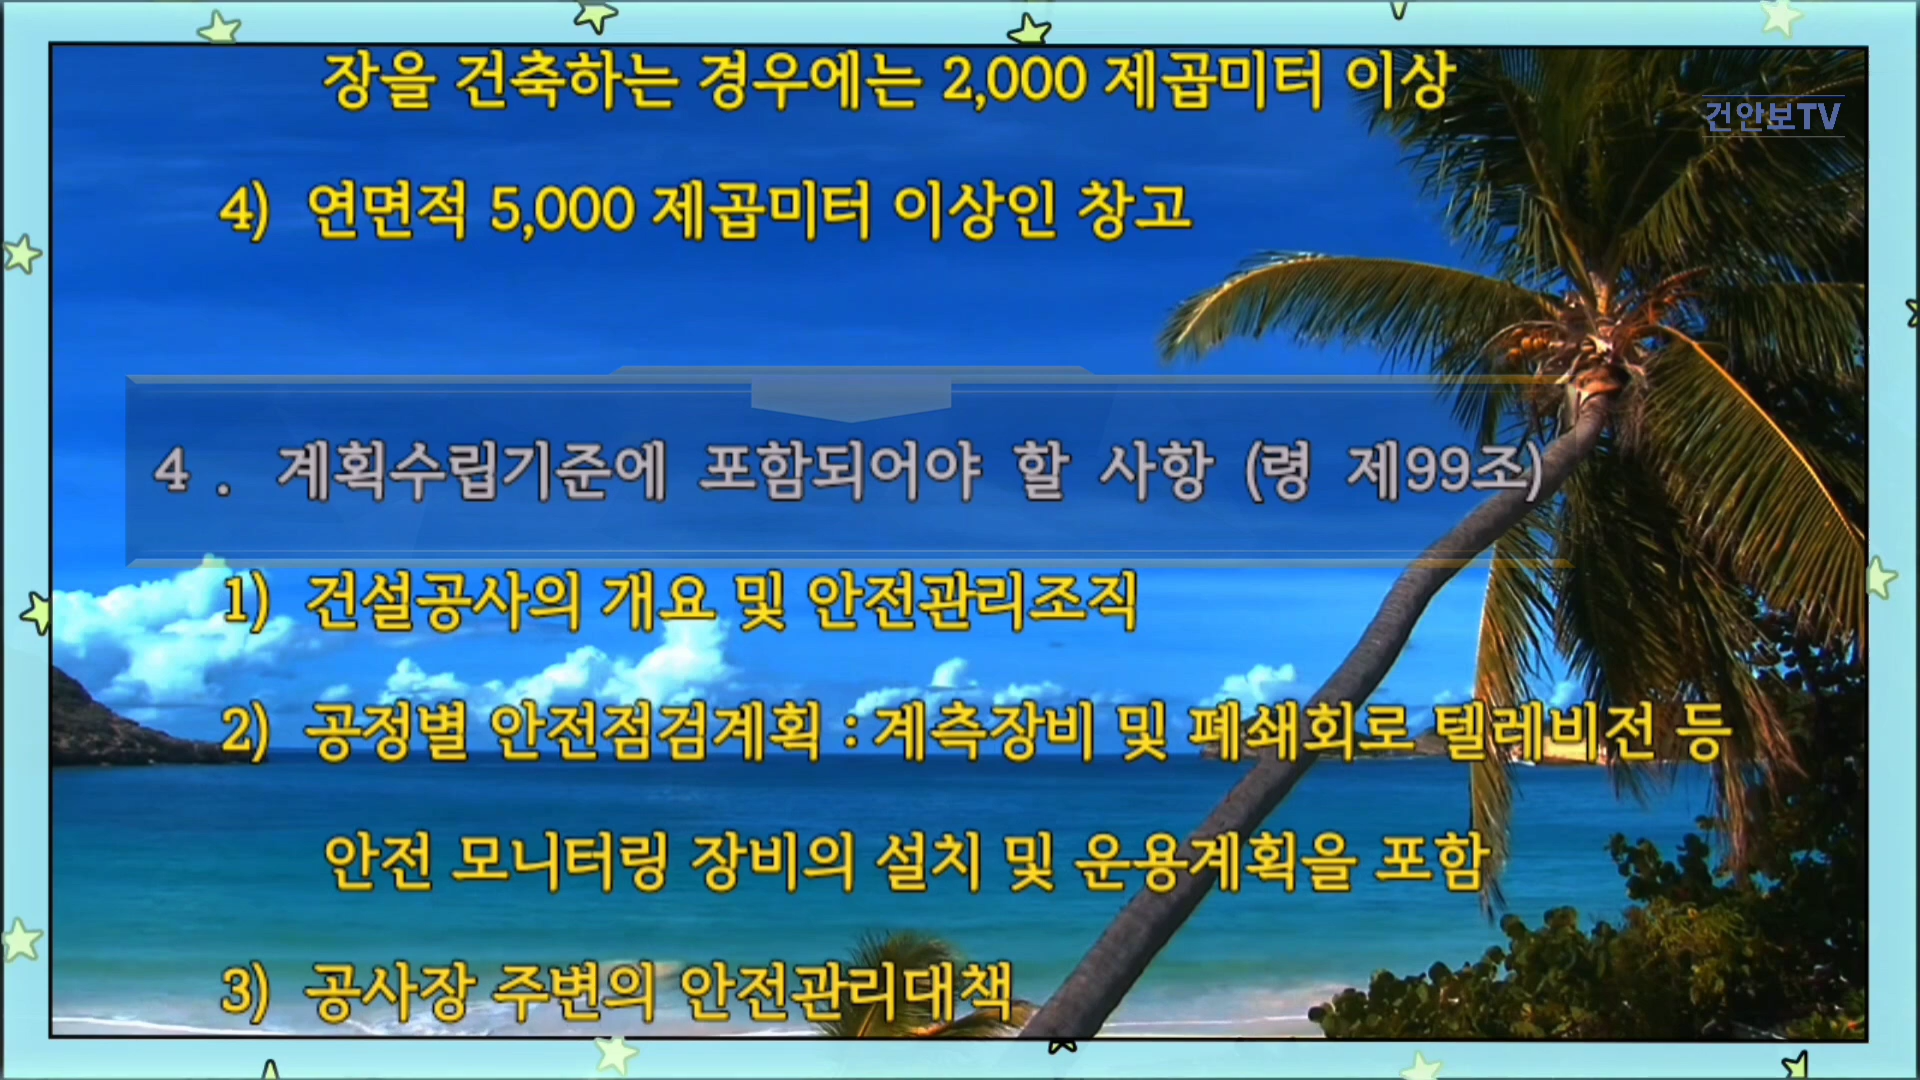 장을 건축하는 경우에는 2,000 제곱미터 이상
건안보TV
4) 연면적 5,000 제곱미터 이상인 창고
4 . 계획수립기준에 포함되어야 할 사항 (령 제99조)
1) 건설공사의 개요 및 안전관리조직
2) 공정별 안전점검계획 : 계측장비 및 폐쇄회로 텔레비전 등
안전 모니터링 장비의 설치 및 운용계획을 포함
3) 공사장 주변의 안전관리대책